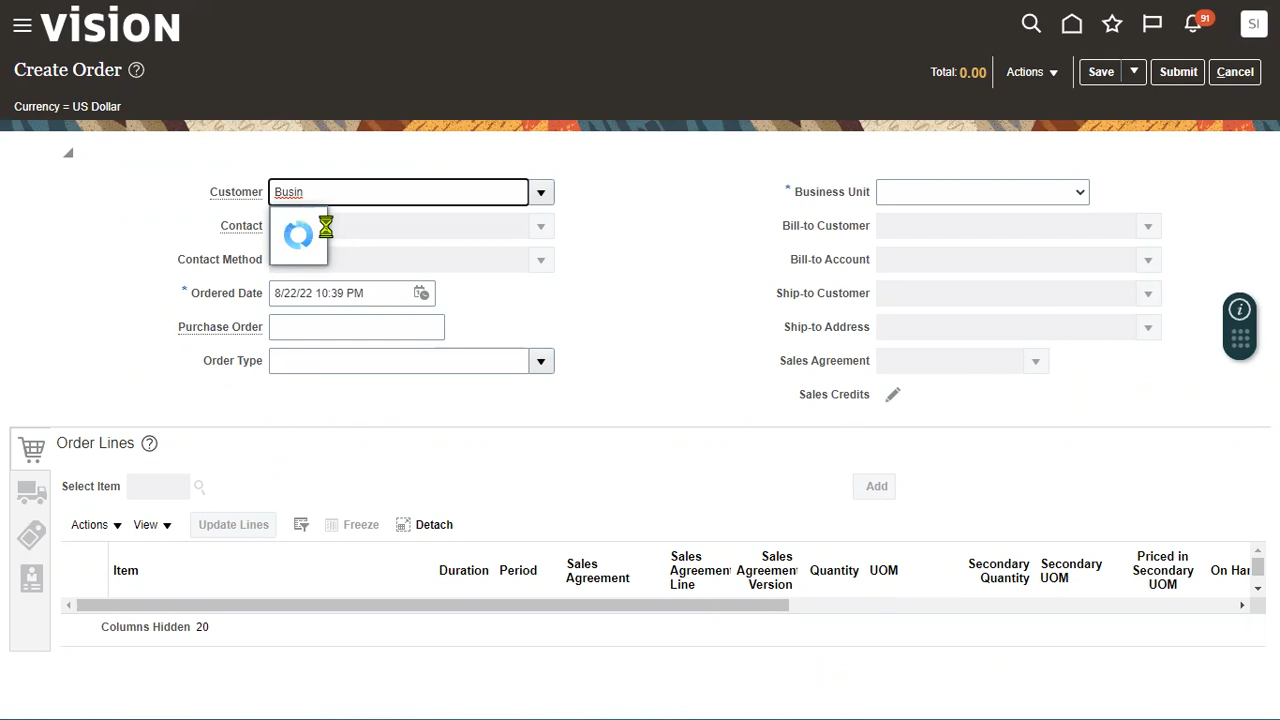 vision
91
SI
Create Order
Total: 0.00
Actions
Save
Submit
Cancel
Currency = US Dollar
Customer
Busin
Contact
Contact Method
* Ordered Date
8/22/22 10:39 PM
Purchase Order
Order Type
* Business Unit
Bill-to Customer
Bill-to Account
Ship-to Customer
Ship-to Address
Sales Agreement
Sales Credits
Order Lines
Select Item
Add
Actions
View
Update Lines
Freeze
Detach
Item
Duration
Period
Sales Agreement
Sales Agreement Line
Sales Agreement Version
Quantity
UOM
Secondary Quantity
Secondary UOM
Priced in Secondary UOM
On Har
Columns Hidden 20